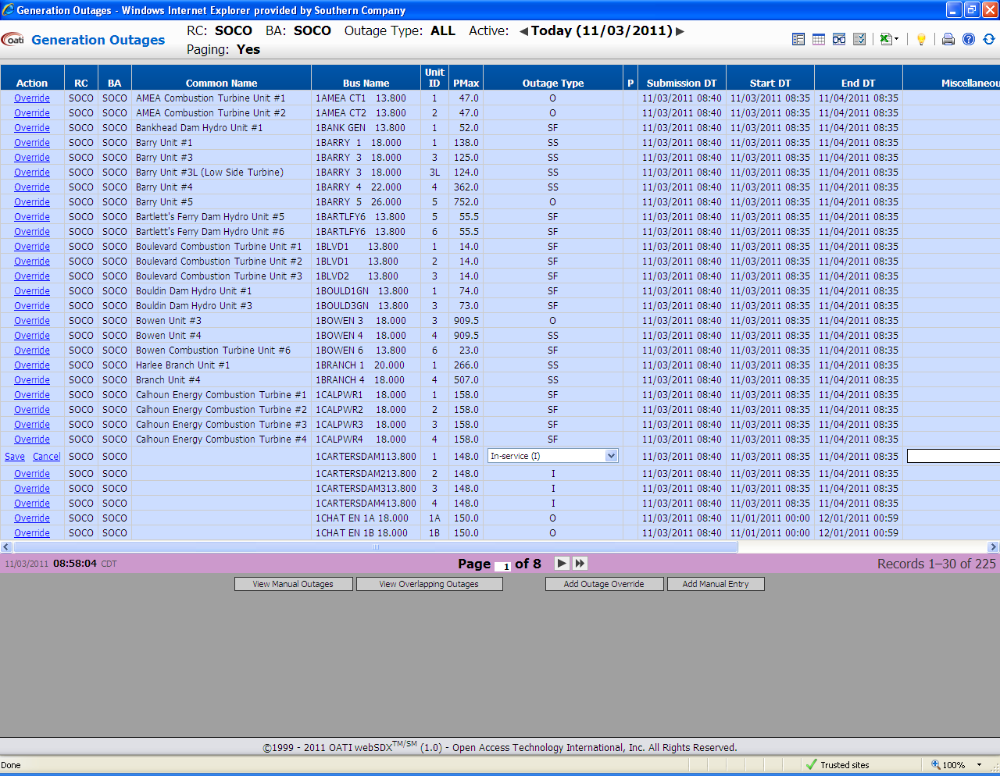 Generation Outages - Windows Internet Explorer provided by Southern Company
oati Generation Outages RC: SOCO BA: SOCO Outage Type: ALL Active: ◀Today (11/03/2011)▶
Paging: Yes
Action RC BA Common Name Bus Name Unit ID PMax Outage Type P Submission DT Start DT End DT Miscellaneou
Override SOCO SOCO AMEA Combustion Turbine Unit #1 1AMEA CT1 13.800 1 47.0 O 11/03/2011 08:40 11/03/2011 08:35 11/04/2011 08:35
Override SOCO SOCO AMEA Combustion Turbine Unit #2 1AMEA CT2 13.800 2 47.0 O 11/03/2011 08:40 11/03/2011 08:35 11/04/2011 08:35
Override SOCO SOCO Bankhead Dam Hydro Unit #1 1BANK GEN 13.800 1 52.0 SF 11/03/2011 08:40 11/03/2011 08:35 11/04/2011 08:35
Override SOCO SOCO Barry Unit #1 1BARRY 1 18.000 1 138.0 SS 11/03/2011 08:40 11/03/2011 08:35 11/04/2011 08:35
Override SOCO SOCO Barry Unit #3 1BARRY 3 18.000 3 125.0 SS 11/03/2011 08:40 11/03/2011 08:35 11/04/2011 08:35
Override SOCO SOCO Barry Unit #3L (Low Side Turbine) 1BARRY 3 18.000 3L 124.0 SS 11/03/2011 08:40 11/03/2011 08:35 11/04/2011 08:35
Override SOCO SOCO Barry Unit #4 1BARRY 4 22.000 4 362.0 SS 11/03/2011 08:40 11/03/2011 08:35 11/04/2011 08:35
Override SOCO SOCO Barry Unit #5 1BARRY 5 26.000 5 752.0 O 11/03/2011 08:40 11/03/2011 08:35 11/04/2011 08:35
Override SOCO SOCO Bartlett's Ferry Dam Hydro Unit #5 1BARTLFY6 13.800 5 55.5 SF 11/03/2011 08:40 11/03/2011 08:35 11/04/2011 08:35
Override SOCO SOCO Bartlett's Ferry Dam Hydro Unit #6 1BARTLFY6 13.800 6 55.5 SF 11/03/2011 08:40 11/03/2011 08:35 11/04/2011 08:35
Override SOCO SOCO Boulevard Combustion Turbine Unit #1 1BLVD1 13.800 1 14.0 SF 11/03/2011 08:40 11/03/2011 08:35 11/04/2011 08:35
Override SOCO SOCO Boulevard Combustion Turbine Unit #2 1BLVD1 13.800 2 14.0 SF 11/03/2011 08:40 11/03/2011 08:35 11/04/2011 08:35
Override SOCO SOCO Boulevard Combustion Turbine Unit #3 1BLVD2 13.800 3 14.0 SF 11/03/2011 08:40 11/03/2011 08:35 11/04/2011 08:35
Override SOCO SOCO Bouldin Dam Hydro Unit #1 1BOULD1GN 13.800 1 74.0 SF 11/03/2011 08:40 11/03/2011 08:35 11/04/2011 08:35
Override SOCO SOCO Bouldin Dam Hydro Unit #3 1BOULD3GN 13.800 3 73.0 SF 11/03/2011 08:40 11/03/2011 08:35 11/04/2011 08:35
Override SOCO SOCO Bowen Unit #3 1BOWEN 3 18.000 3 909.5 O 11/03/2011 08:40 11/03/2011 08:35 11/04/2011 08:35
Override SOCO SOCO Bowen Unit #4 1BOWEN 4 18.000 4 909.5 SS 11/03/2011 08:40 11/03/2011 08:35 11/04/2011 08:35
Override SOCO SOCO Bowen Combustion Turbine Unit #6 1BOWEN 6 13.800 6 23.0 SF 11/03/2011 08:40 11/03/2011 08:35 11/04/2011 08:35
Override SOCO SOCO Harlee Branch Unit #1 1BRANCH 1 20.000 1 266.0 SS 11/03/2011 08:40 11/03/2011 08:35 11/04/2011 08:35
Override SOCO SOCO Branch Unit #4 1BRANCH 4 18.000 4 507.0 SS 11/03/2011 08:40 11/03/2011 08:35 11/04/2011 08:35
Override SOCO SOCO Calhoun Energy Combustion Turbine #1 1CALPWR1 18.000 1 158.0 SF 11/03/2011 08:40 11/03/2011 08:35 11/04/2011 08:35
Override SOCO SOCO Calhoun Energy Combustion Turbine #2 1CALPWR2 18.000 2 158.0 SF 11/03/2011 08:40 11/03/2011 08:35 11/04/2011 08:35
Override SOCO SOCO Calhoun Energy Combustion Turbine #3 1CALPWR3 18.000 3 158.0 SF 11/03/2011 08:40 11/03/2011 08:35 11/04/2011 08:35
Override SOCO SOCO Calhoun Energy Combustion Turbine #4 1CALPWR4 18.000 4 158.0 SF 11/03/2011 08:40 11/03/2011 08:35 11/04/2011 08:35
Save Cancel SOCO SOCO 1CARTERSDAM113.800 1 148.0 In-service (I) 11/03/2011 08:40 11/03/2011 08:35 11/04/2011 08:35
Override SOCO SOCO 1CARTERSDAM213.800 2 148.0 I 11/03/2011 08:40 11/03/2011 08:35 11/04/2011 08:35
Override SOCO SOCO 1CARTERSDAM313.800 3 148.0 I 11/03/2011 08:40 11/03/2011 08:35 11/04/2011 08:35
Override SOCO SOCO 1CARTERSDAM413.800 4 148.0 I 11/03/2011 08:40 11/03/2011 08:35 11/04/2011 08:35
Override SOCO SOCO 1CHAT EN 1A 18.000 1A 150.0 O 11/03/2011 08:40 11/01/2011 00:00 12/01/2011 00:59
Override SOCO SOCO 1CHAT EN 1B 18.000 1B 150.0 O 11/03/2011 08:40 11/01/2011 00:00 12/01/2011 00:59
11/03/2011 08:58:04 CDT Page 1 of 8 Records 1–30 of 225
View Manual Outages View Overlapping Outages Add Outage Override Add Manual Entry
©1999 - 2011 OATI webSDX™/SM (1.0) - Open Access Technology International, Inc. All Rights Reserved.
Done Trusted sites 100%